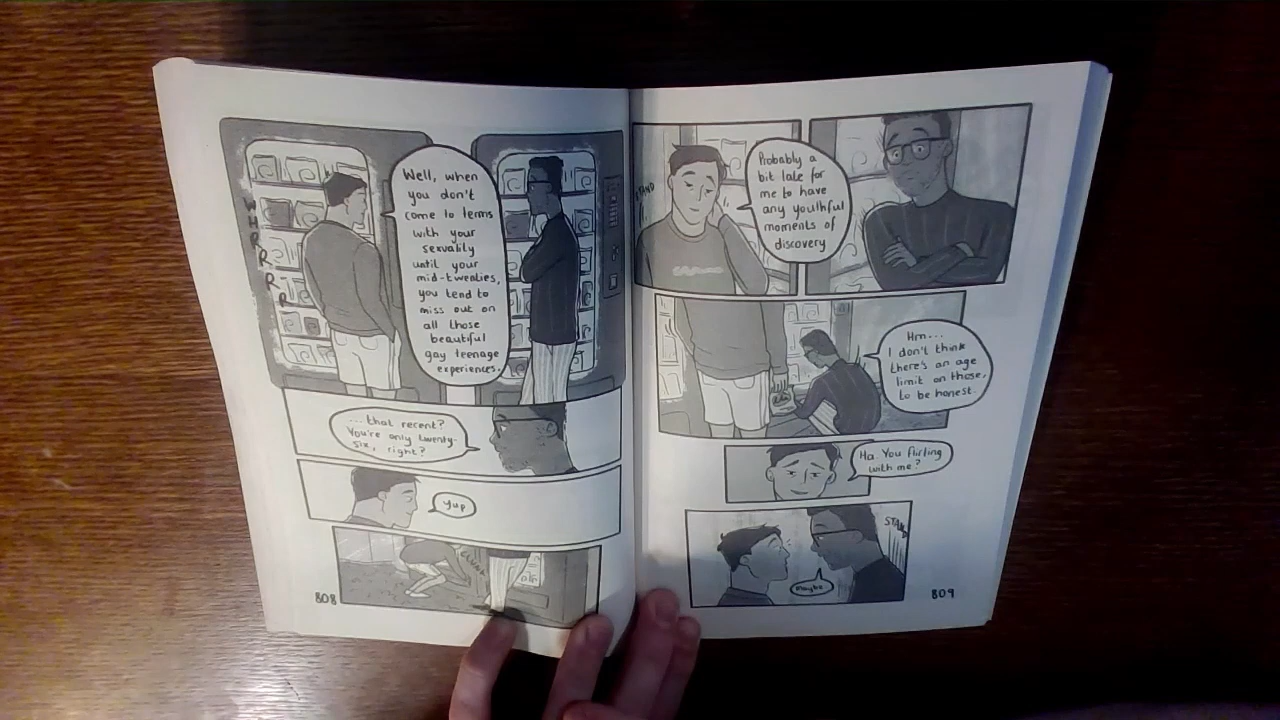 WHRRRR
Well, when
you don't
come to terms
with your
sexuality
until your
mid-twenties,
you tend to
miss out on
all those
beautiful
gay teenage
experiences.
...that recent?
You're only twenty-
six, right?
Yup
CLUNK
808
Probably a
bit late for
me to have
any youthful
moments of
discovery
Hm...
I don't think
there's an age
limit on those,
to be honest.
Ha. You flirting
with me?
maybe
809